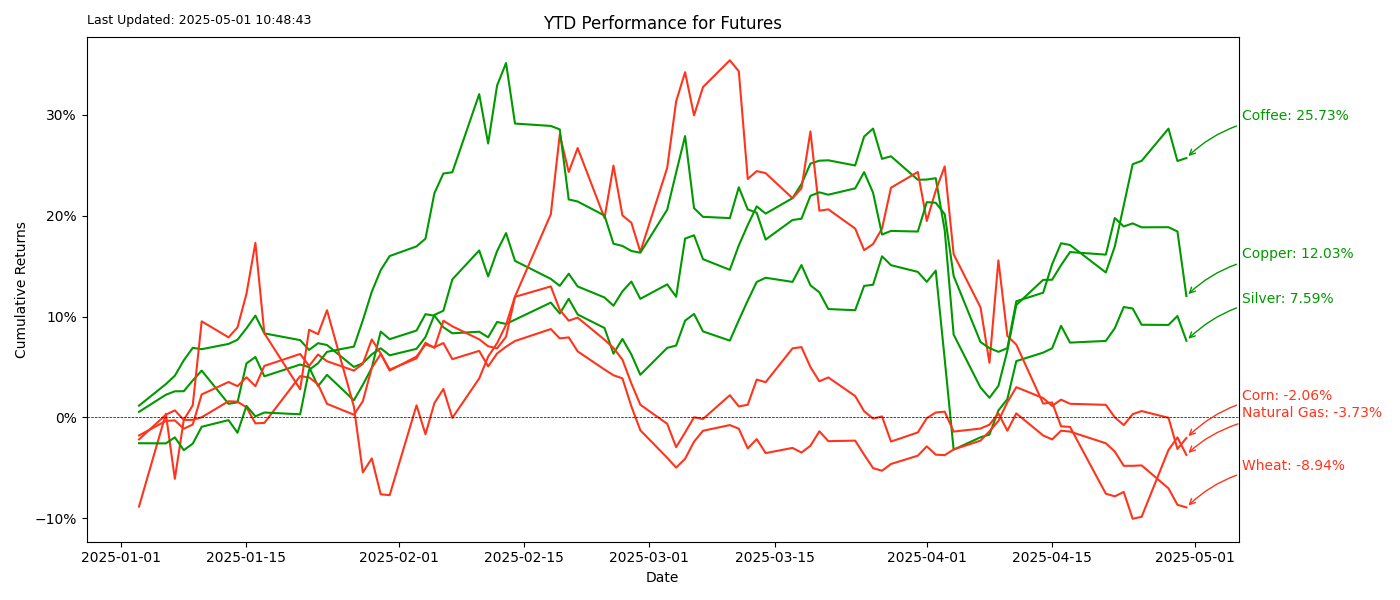 Last Updated: 2025-05-01 10:48:43
YTD Performance for Futures
Cumulative Returns
30%
20%
10%
0%
−10%
Coffee: 25.73%
Copper: 12.03%
Silver: 7.59%
Corn: -2.06%
Natural Gas: -3.73%
Wheat: -8.94%
2025-01-01
2025-01-15
2025-02-01
2025-02-15
2025-03-01
2025-03-15
2025-04-01
2025-04-15
2025-05-01
Date